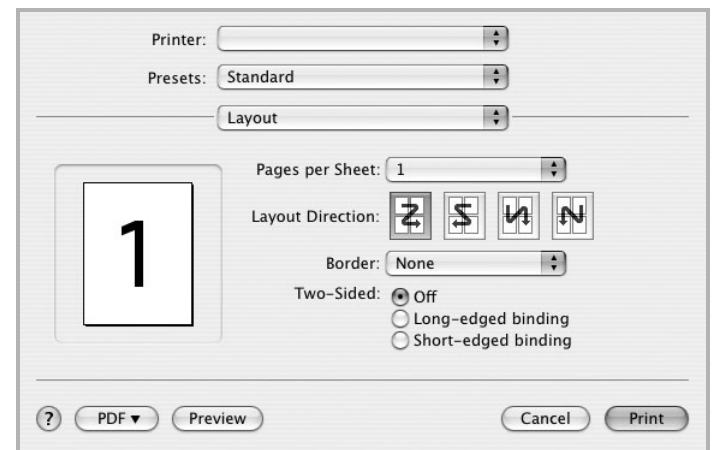 Printer:
Presets: Standard
Layout
Pages per Sheet: 1
Layout Direction:
1
Border: None
Two-Sided: Off
Long-edged binding
Short-edged binding
? PDF▼ Preview Cancel Print